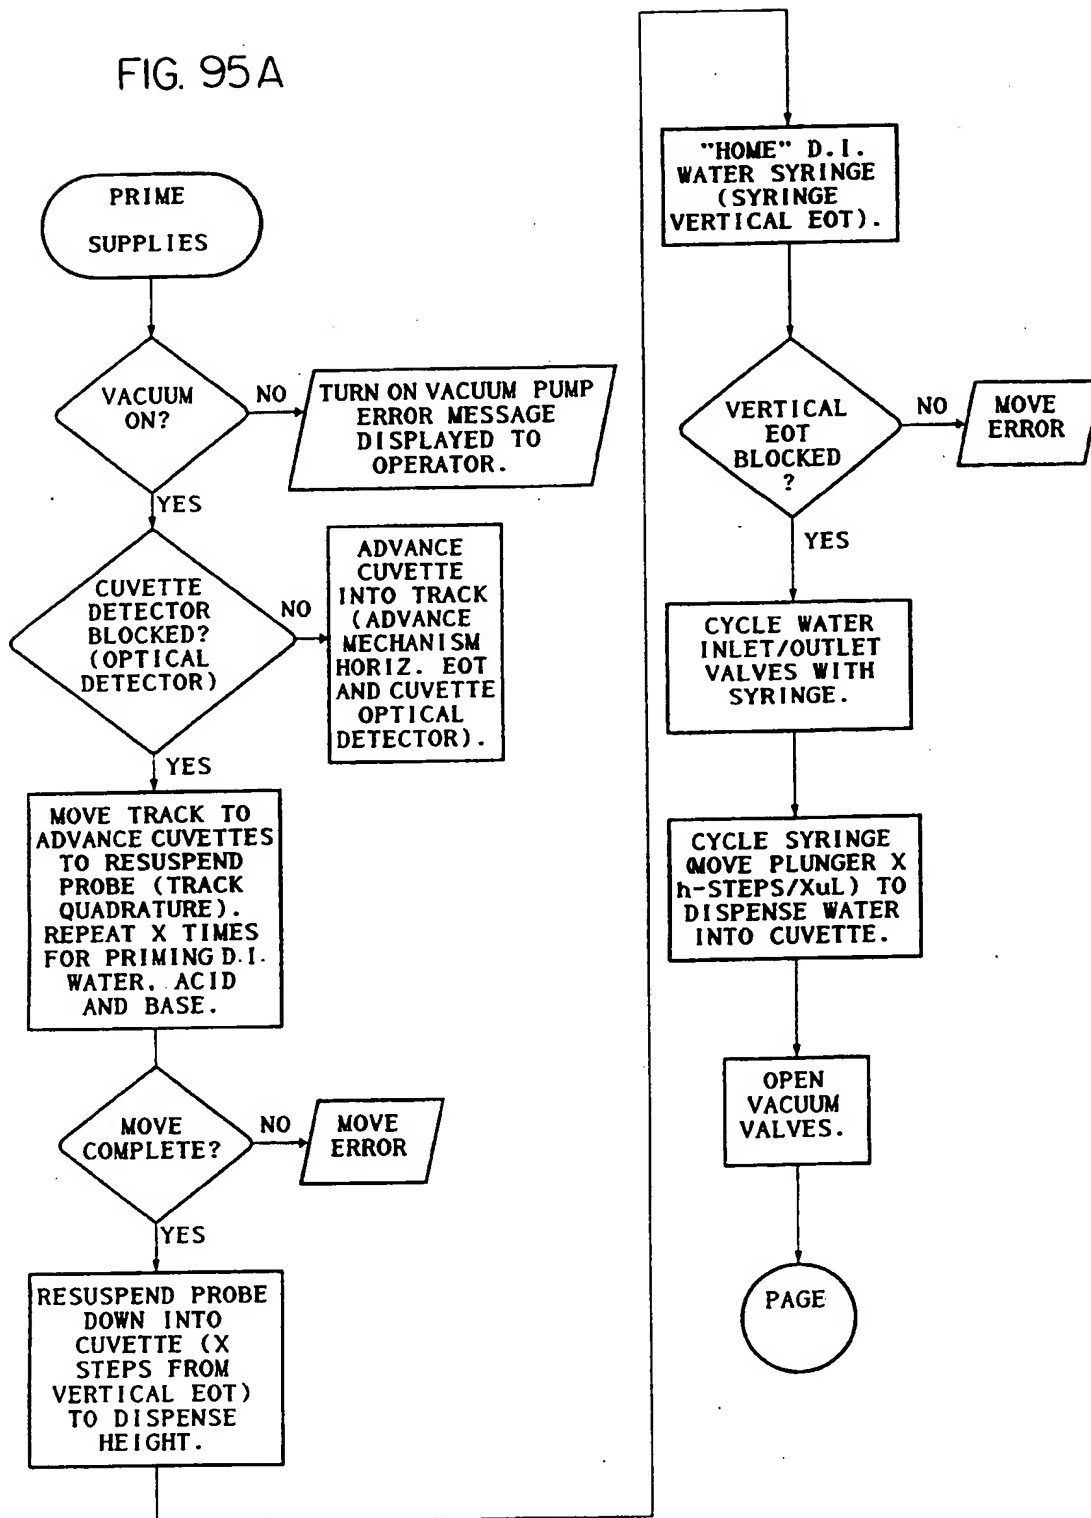 FIG. 95A
PRIME
SUPPLIES
VACUUM
ON?
NO
TURN ON VACUUM PUMP
ERROR MESSAGE
DISPLAYED TO
OPERATOR.
YES
CUVETTE
DETECTOR
BLOCKED?
(OPTICAL
DETECTOR)
NO
ADVANCE
CUVETTE
INTO TRACK
(ADVANCE
MECHANISM
HORIZ. EOT
AND CUVETTE
OPTICAL
DETECTOR).
YES
MOVE TRACK TO
ADVANCE CUVETTES
TO RESUSPEND
PROBE (TRACK
QUADRATURE).
REPEAT X TIMES
FOR PRIMING D.I.
WATER, ACID
AND BASE.
MOVE
COMPLETE?
NO
MOVE
ERROR
YES
RESUSPEND PROBE
DOWN INTO
CUVETTE (X
STEPS FROM
VERTICAL EOT)
TO DISPENSE
HEIGHT.
"HOME" D.I.
WATER SYRINGE
(SYRINGE
VERTICAL EOT).
VERTICAL
EOT
BLOCKED
?
NO
MOVE
ERROR
YES
CYCLE WATER
INLET/OUTLET
VALVES WITH
SYRINGE.
CYCLE SYRINGE
(MOVE PLUNGER X
h-STEPS/XuL) TO
DISPENSE WATER
INTO CUVETTE.
OPEN
VACUUM
VALVES.
PAGE